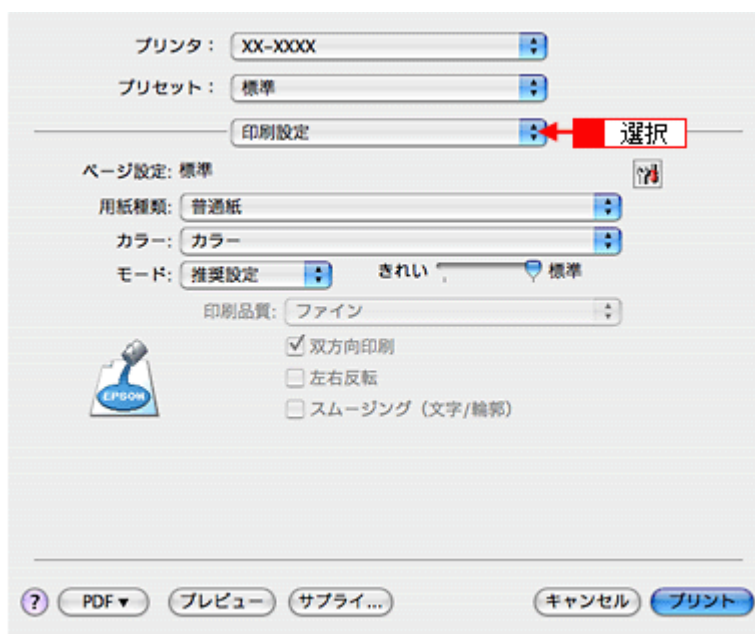 プリンタ： XX-XXXX
プリセット： 標準
印刷設定 選択
ページ設定: 標準
用紙種類: 普通紙
カラー: カラー
モード: 推奨設定 きれい 標準
印刷品質: ファイン
双方向印刷
左右反転
スムージング（文字/輪郭）
EPSON
? PDF▼ プレビュー サプライ... キャンセル プリント